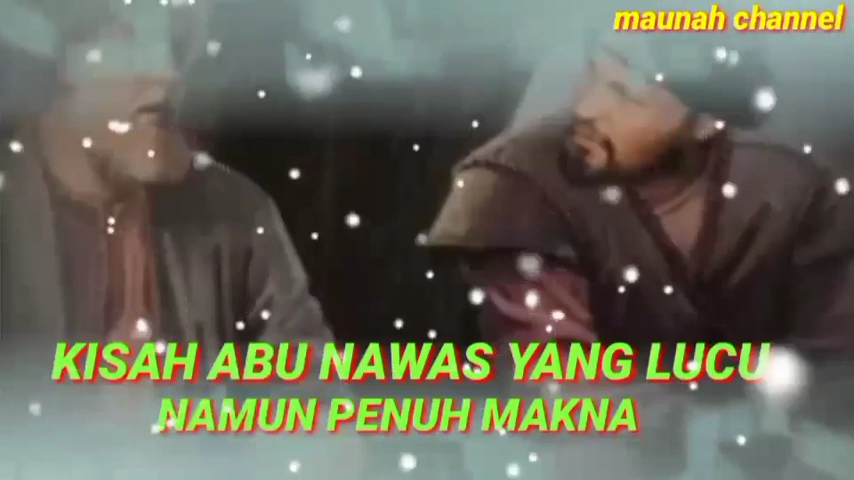 maunah channel
KISAH ABU NAWAS YANG LUCU
NAMUN PENUH MAKNA